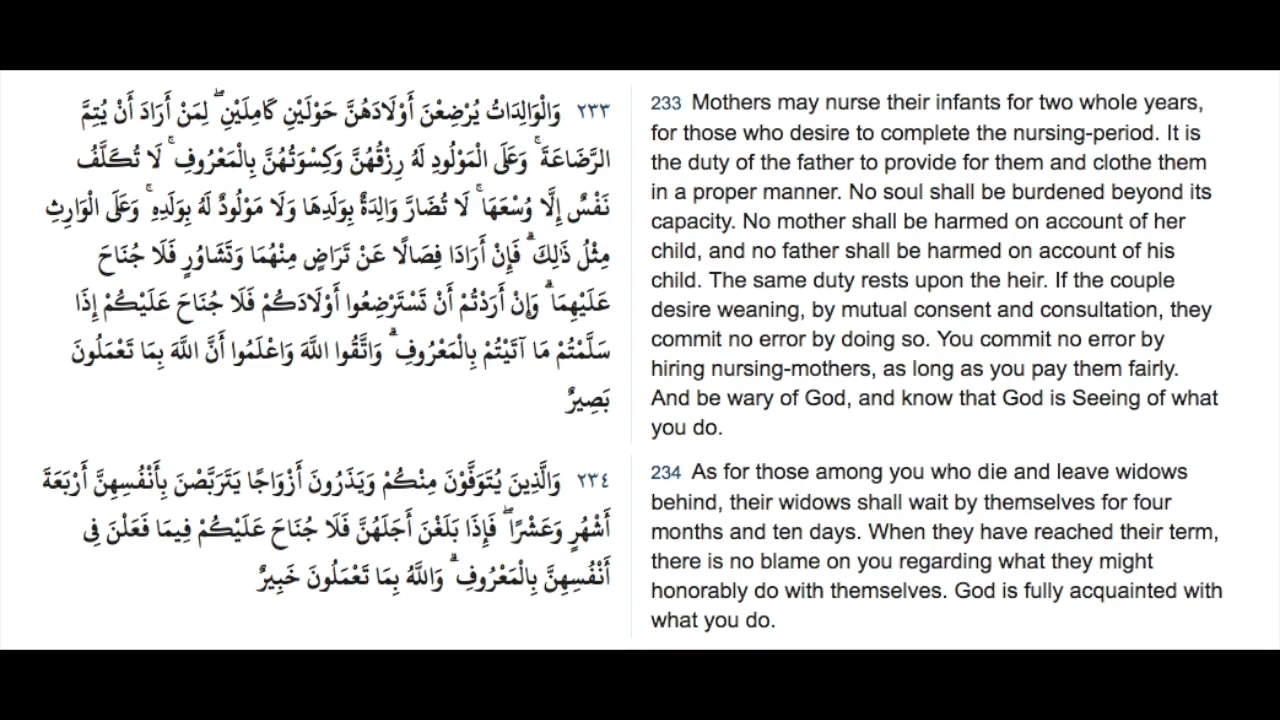 ٢٣٣ وَالْوَالِدَاتُ يُرْضِعْنَ أَوْلَادَهُنَّ حَوْلَيْنِ كَامِلَيْنِ ۖ لِمَنْ أَرَادَ أَنْ يُتِمَّ
الرَّضَاعَةَ ۚ وَعَلَى الْمَوْلُودِ لَهُ رِزْقُهُنَّ وَكِسْوَتُهُنَّ بِالْمَعْرُوفِ ۚ لَا تُكَلَّفُ
نَفْسٌ إِلَّا وُسْعَهَا ۚ لَا تُضَارَّ وَالِدَةٌ بِوَلَدِهَا وَلَا مَوْلُودٌ لَهُ بِوَلَدِهِ ۚ وَعَلَى الْوَارِثِ
مِثْلُ ذَٰلِكَ ۗ فَإِنْ أَرَادَا فِصَالًا عَنْ تَرَاضٍ مِنْهُمَا وَتَشَاوُرٍ فَلَا جُنَاحَ
عَلَيْهِمَا ۗ وَإِنْ أَرَدْتُمْ أَنْ تَسْتَرْضِعُوا أَوْلَادَكُمْ فَلَا جُنَاحَ عَلَيْكُمْ إِذَا
سَلَّمْتُمْ مَا آتَيْتُمْ بِالْمَعْرُوفِ ۗ وَاتَّقُوا اللَّهَ وَاعْلَمُوا أَنَّ اللَّهَ بِمَا تَعْمَلُونَ
بَصِيرٌ
233 Mothers may nurse their infants for two whole years,
for those who desire to complete the nursing-period. It is
the duty of the father to provide for them and clothe them
in a proper manner. No soul shall be burdened beyond its
capacity. No mother shall be harmed on account of her
child, and no father shall be harmed on account of his
child. The same duty rests upon the heir. If the couple
desire weaning, by mutual consent and consultation, they
commit no error by doing so. You commit no error by
hiring nursing-mothers, as long as you pay them fairly.
And be wary of God, and know that God is Seeing of what
you do.
٢٣٤ وَالَّذِينَ يُتَوَفَّوْنَ مِنْكُمْ وَيَذَرُونَ أَزْوَاجًا يَتَرَبَّصْنَ بِأَنْفُسِهِنَّ أَرْبَعَةَ
أَشْهُرٍ وَعَشْرًا ۖ فَإِذَا بَلَغْنَ أَجَلَهُنَّ فَلَا جُنَاحَ عَلَيْكُمْ فِيمَا فَعَلْنَ فِي
أَنْفُسِهِنَّ بِالْمَعْرُوفِ ۗ وَاللَّهُ بِمَا تَعْمَلُونَ خَبِيرٌ
234 As for those among you who die and leave widows
behind, their widows shall wait by themselves for four
months and ten days. When they have reached their term,
there is no blame on you regarding what they might
honorably do with themselves. God is fully acquainted with
what you do.